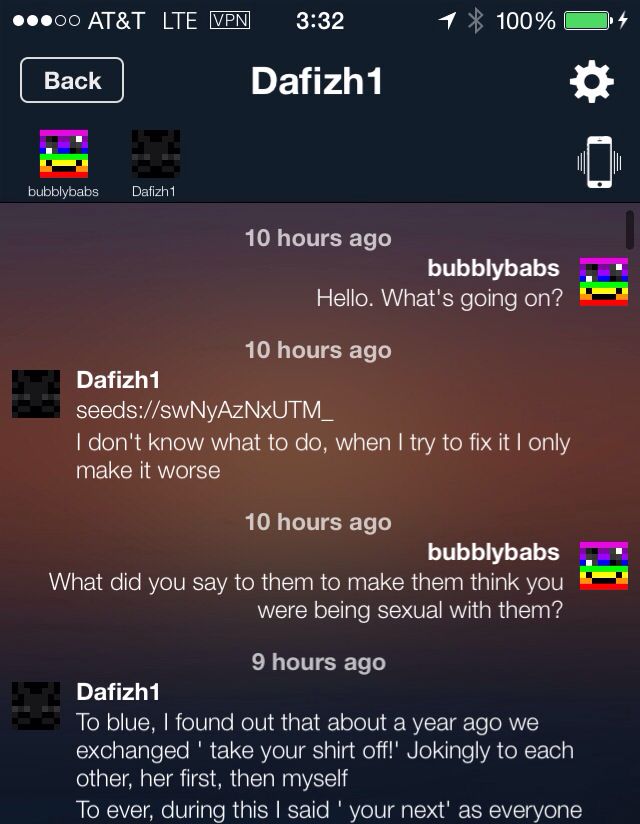 AT&T LTE VPN 3:32 100%
Back Dafizh1
bubblybabs Dafizh1
10 hours ago
bubblybabs
Hello. What's going on?
10 hours ago
Dafizh1
seeds://swNyAzNxUTM_
I don't know what to do, when I try to fix it I only
make it worse
10 hours ago
bubblybabs
What did you say to them to make them think you
were being sexual with them?
9 hours ago
Dafizh1
To blue, I found out that about a year ago we
exchanged ' take your shirt off!' Jokingly to each
other, her first, then myself
To ever, during this I said ' your next' as everyone